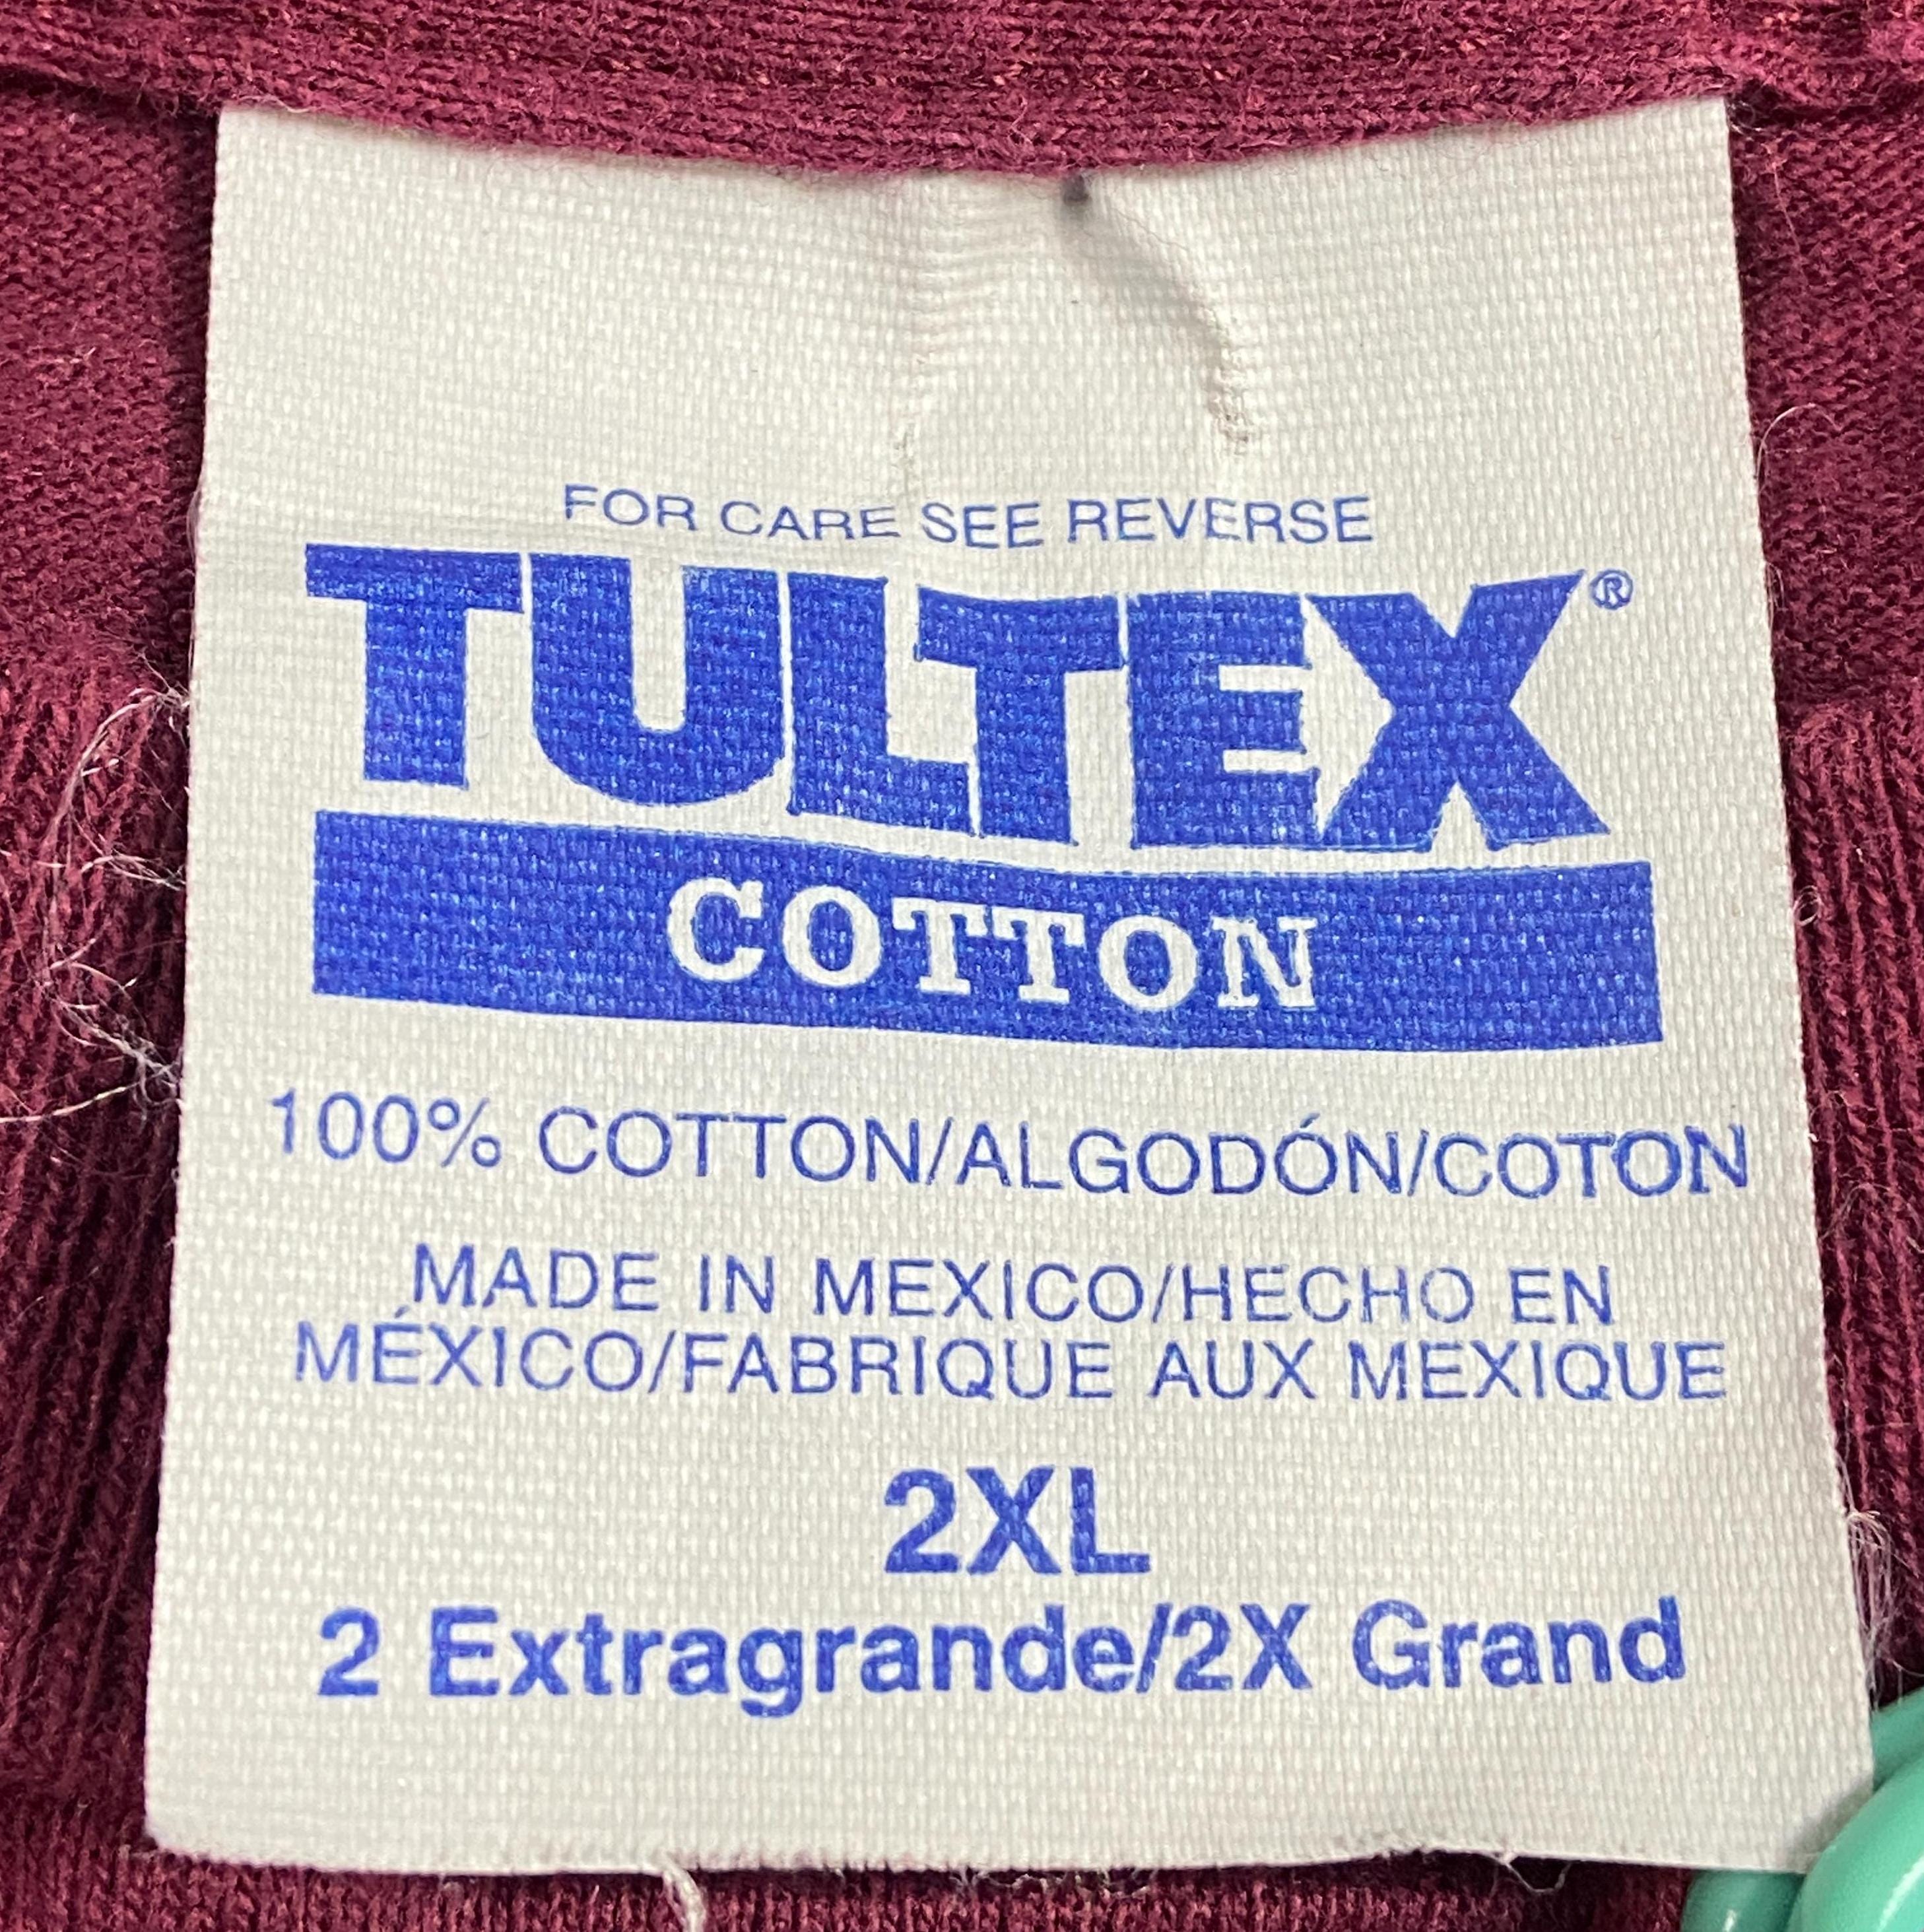 FOR CARE SEE REVERSE
TULTEX®
COTTON
100% COTTON/ALGODÓN/COTON
MADE IN MEXICO/HECHO EN
MÉXICO/FABRIQUE AUX MEXIQUE
2XL
2 Extragrande/2X Grand